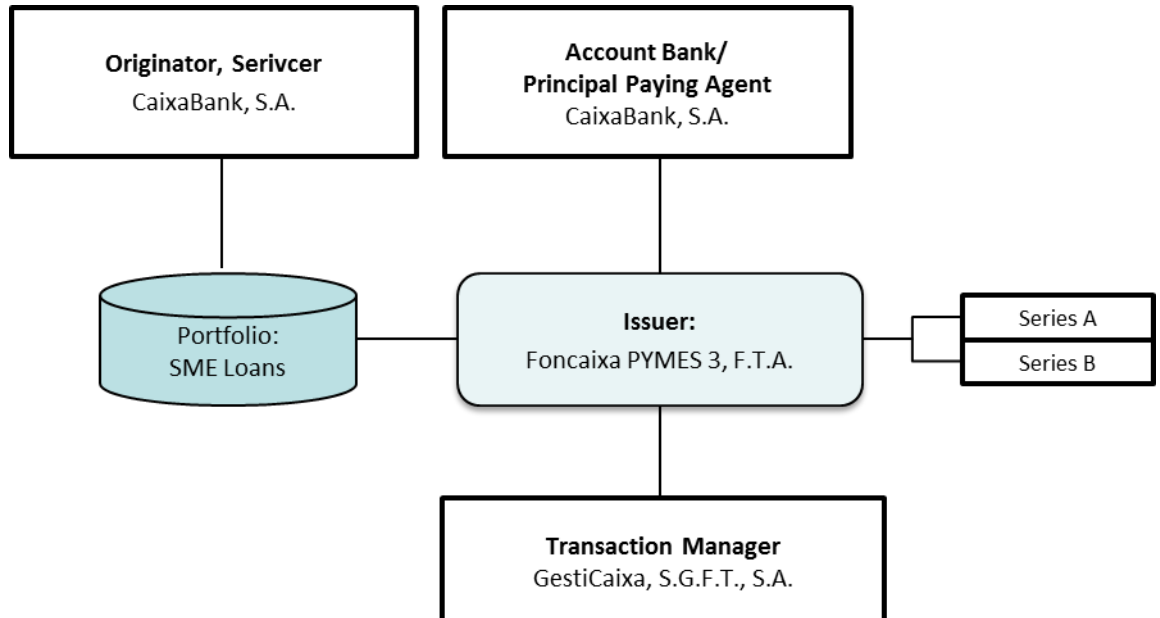 Originator, Serivcer
CaixaBank, S.A.
Account Bank/
Principal Paying Agent
CaixaBank, S.A.
Portfolio:
SME Loans
Issuer:
Foncaixa PYMES 3, F.T.A.
Series A
Series B
Transaction Manager
GestiCaixa, S.G.F.T., S.A.